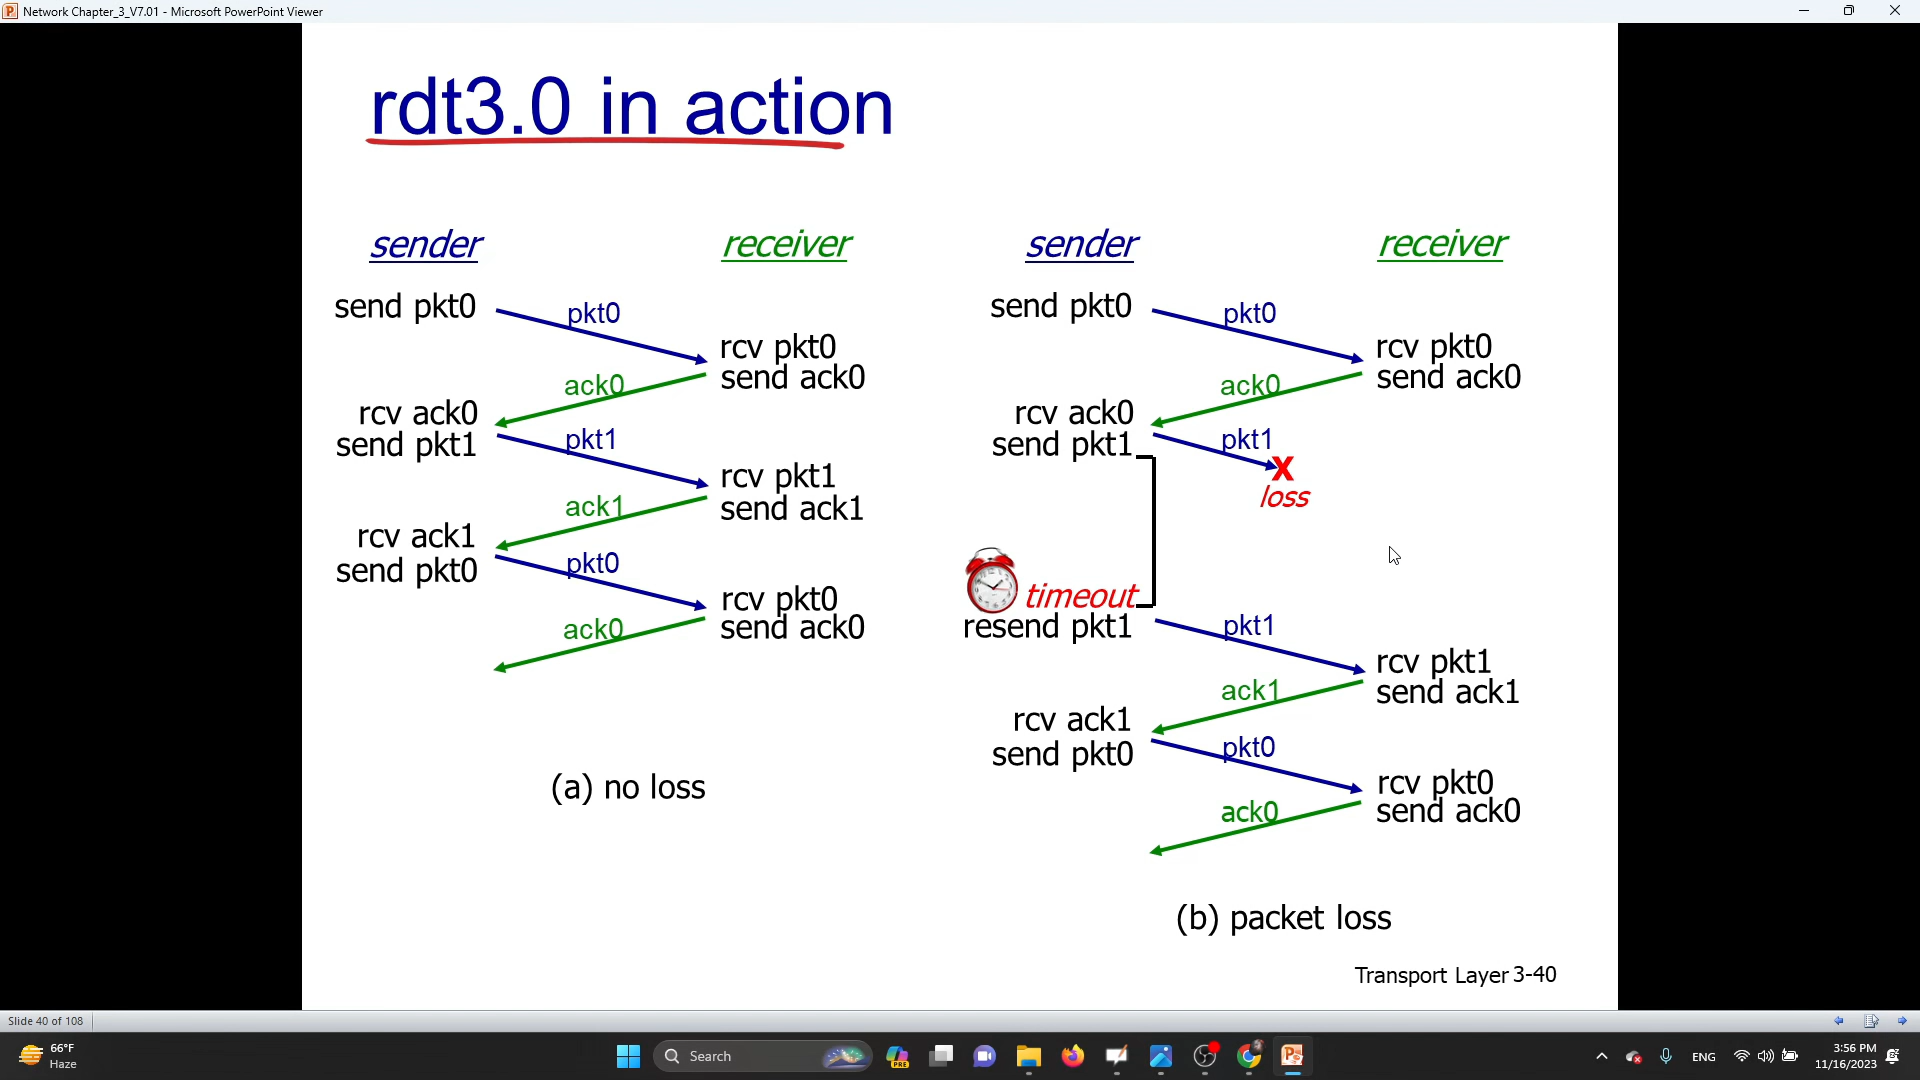 Network Chapter_3_V7.01 - Microsoft PowerPoint Viewer
rdt3.0 in action
sender
receiver
send pkt0
pkt0
rcv pkt0
send ack0
ack0
rcv ack0
send pkt1
pkt1
rcv pkt1
send ack1
ack1
rcv ack1
send pkt0
pkt0
rcv pkt0
send ack0
ack0
(a) no loss
sender
receiver
send pkt0
pkt0
rcv pkt0
send ack0
ack0
rcv ack0
send pkt1
pkt1
X
loss
timeout
resend pkt1
pkt1
rcv pkt1
send ack1
ack1
rcv ack1
send pkt0
pkt0
rcv pkt0
send ack0
ack0
(b) packet loss
Transport Layer 3-40
Slide 40 of 108
66°F
Haze
Search
PRE
ENG
3:56 PM
11/16/2023